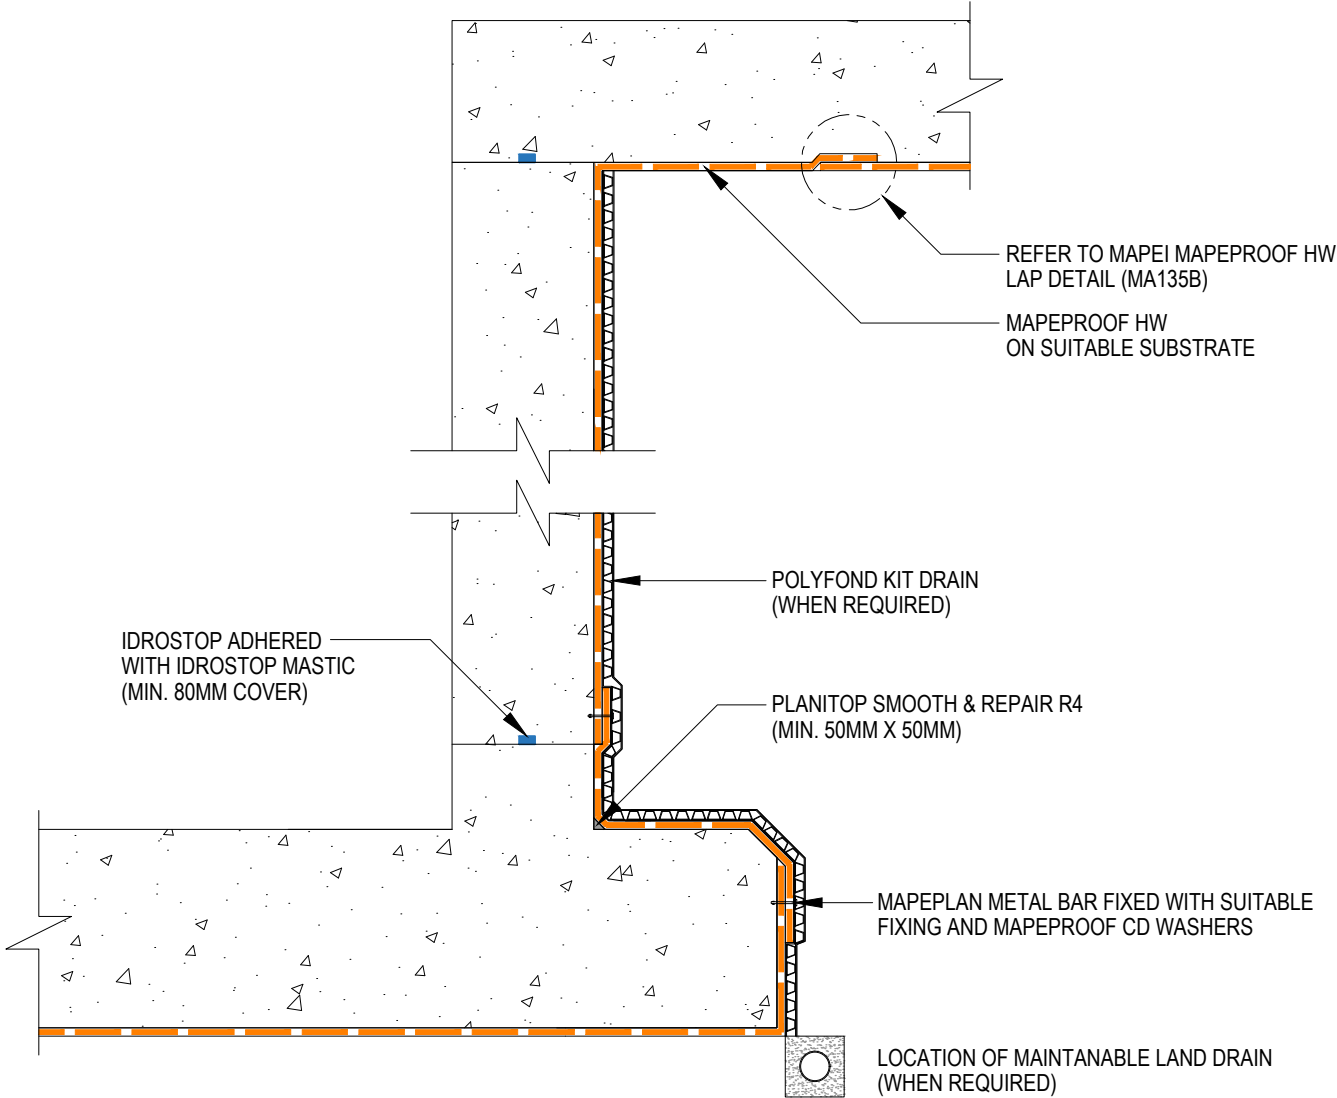 REFER TO MAPEI MAPEPROOF HW
LAP DETAIL (MA135B)
MAPEPROOF HW
ON SUITABLE SUBSTRATE
POLYFOND KIT DRAIN
(WHEN REQUIRED)
IDROSTOP ADHERED
WITH IDROSTOP MASTIC
(MIN. 80MM COVER)
PLANITOP SMOOTH & REPAIR R4
(MIN. 50MM X 50MM)
MAPEPLAN METAL BAR FIXED WITH SUITABLE
FIXING AND MAPEPROOF CD WASHERS
LOCATION OF MAINTANABLE LAND DRAIN
(WHEN REQUIRED)